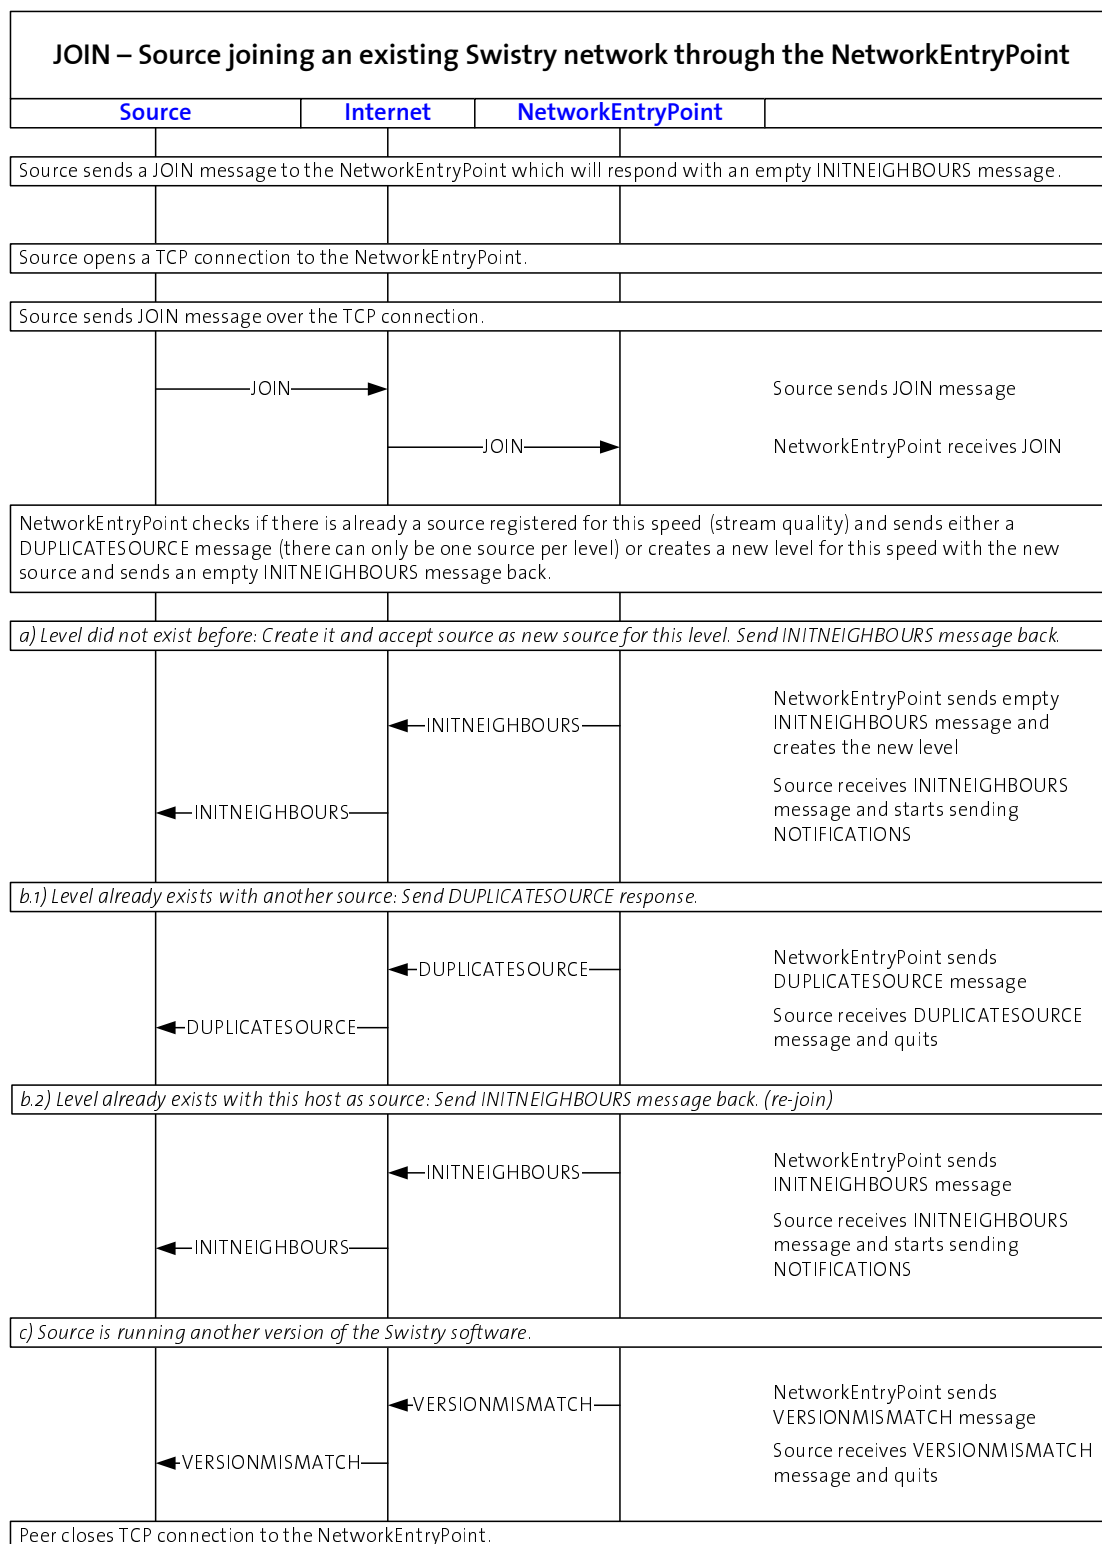 JOIN – Source joining an existing Swistry network through the NetworkEntryPoint
Source Internet NetworkEntryPoint
Source sends a JOIN message to the NetworkEntryPoint which will respond with an empty INITNEIGHBOURS message.
Source opens a TCP connection to the NetworkEntryPoint.
Source sends JOIN message over the TCP connection.
JOIN
Source sends JOIN message
JOIN
NetworkEntryPoint receives JOIN
NetworkEntryPoint checks if there is already a source registered for this speed (stream quality) and sends either a
DUPLICATESOURCE message (there can only be one source per level) or creates a new level for this speed with the new
source and sends an empty INITNEIGHBOURS message back.
a) Level did not exist before: Create it and accept source as new source for this level. Send INITNEIGHBOURS message back.
INITNEIGHBOURS
NetworkEntryPoint sends empty
INITNEIGHBOURS message and
creates the new level
INITNEIGHBOURS
Source receives INITNEIGHBOURS
message and starts sending
NOTIFICATIONS
b.1) Level already exists with another source: Send DUPLICATESOURCE response.
DUPLICATESOURCE
NetworkEntryPoint sends
DUPLICATESOURCE message
DUPLICATESOURCE
Source receives DUPLICATESOURCE
message and quits
b.2) Level already exists with this host as source: Send INITNEIGHBOURS message back. (re-join)
INITNEIGHBOURS
NetworkEntryPoint sends
INITNEIGHBOURS message
INITNEIGHBOURS
Source receives INITNEIGHBOURS
message and starts sending
NOTIFICATIONS
c) Source is running another version of the Swistry software.
VERSIONMISMATCH
NetworkEntryPoint sends
VERSIONMISMATCH message
VERSIONMISMATCH
Source receives VERSIONMISMATCH
message and quits
Peer closes TCP connection to the NetworkEntryPoint.